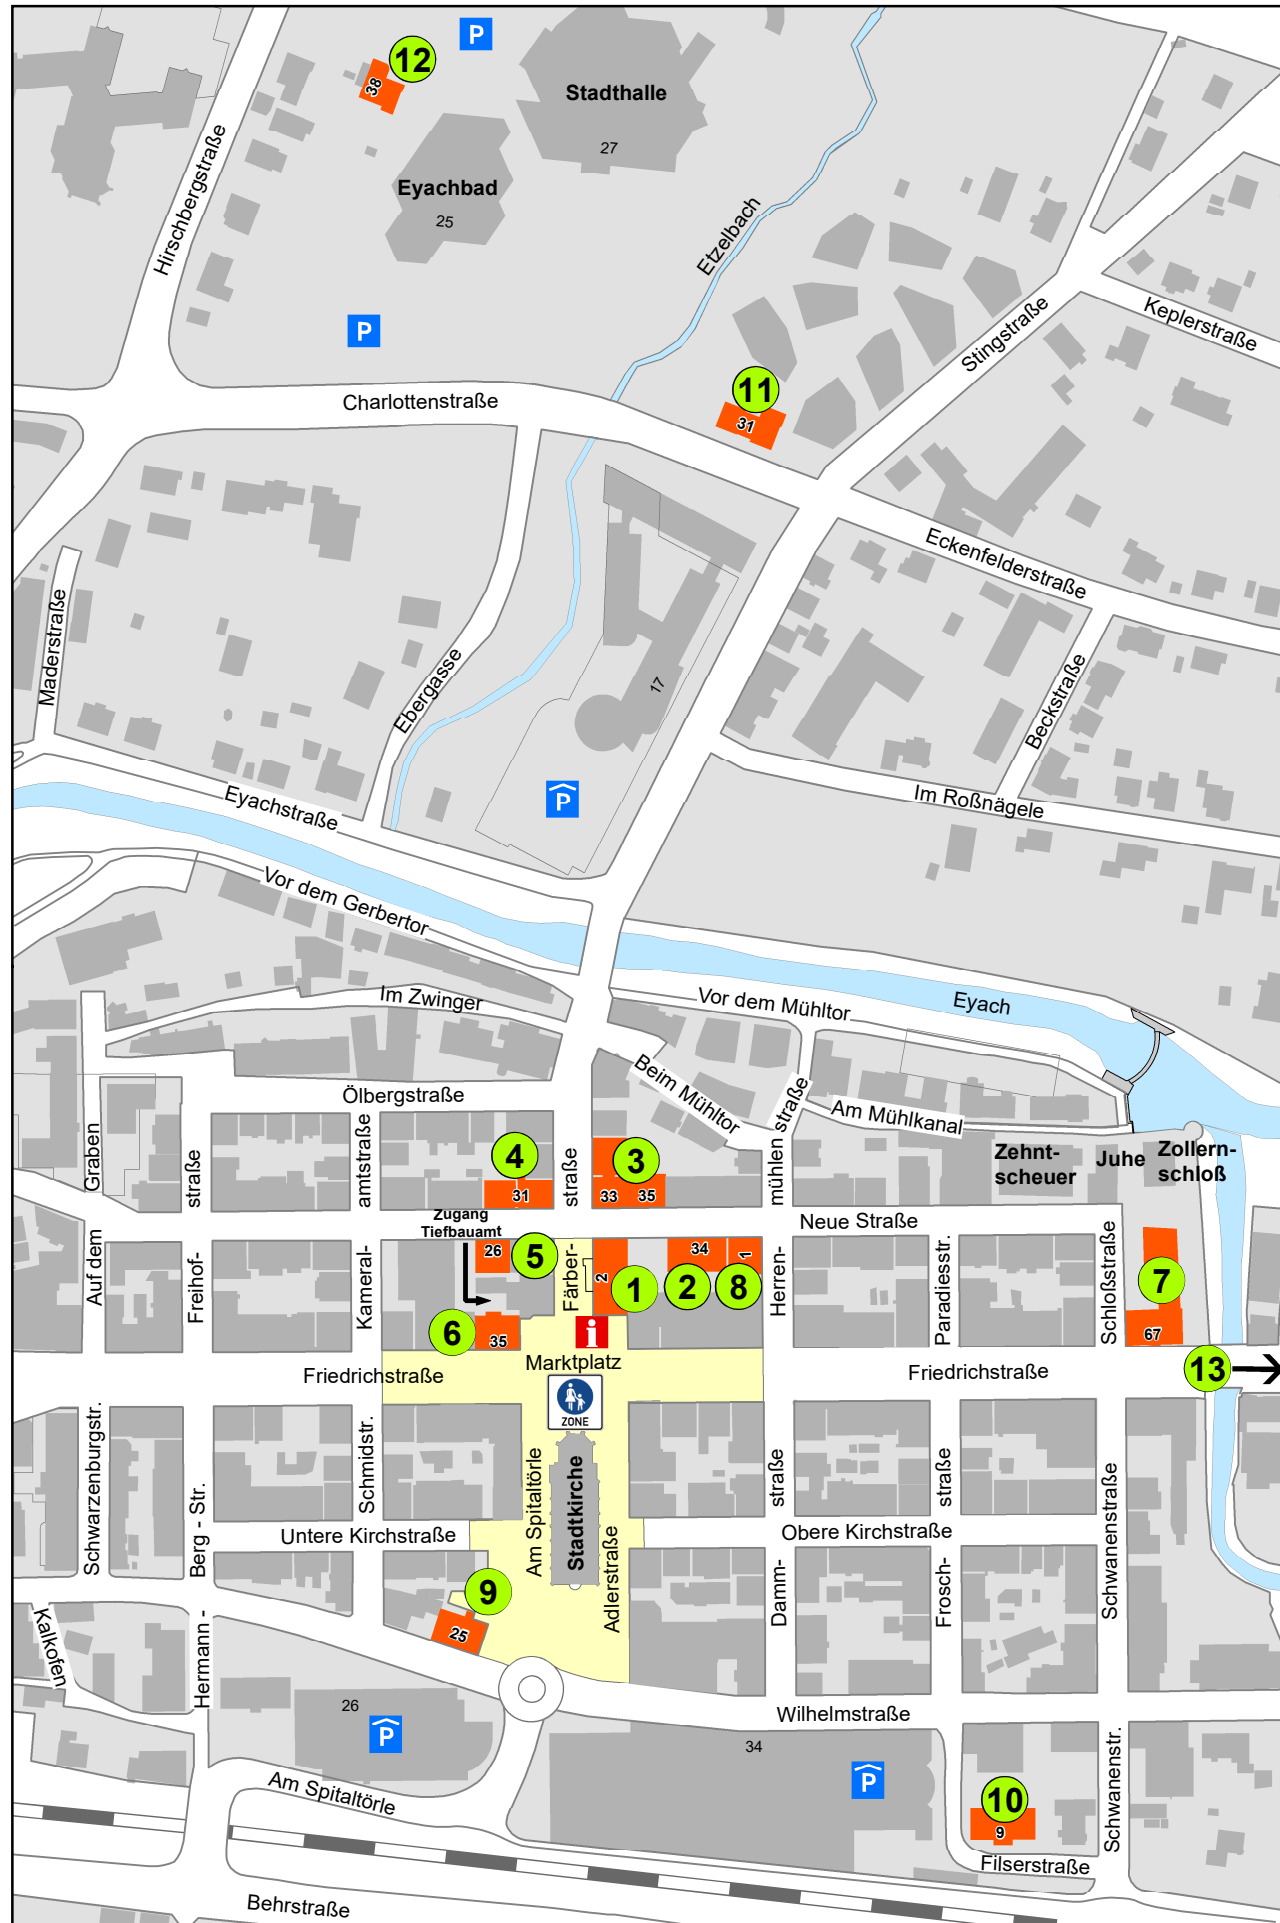 P
12
38
Stadthalle
27
Eyachbad
25
Hirschbergstraße
Etzelbach
P
Stingstraße
Keplerstraße
11
31
Charlottenstraße
Eckenfelderstraße
Maderstraße
Ebergasse
17
Beckstraße
P
Im Roßnägele
Eyachstraße
Vor dem Gerbertor
Im Zwinger
Vor dem Mühltor
Eyach
Beim Mühltor
Ölbergstraße
Am Mühlkanal
Graben
straße
amtstraße
4
31
straße
3
33
35
mühlen
straße
Zehnt-
scheuer
Juhe
Zollern-
schloß
Zugang
Tiefbauamt
Neue Straße
Auf dem
Freihof-
Kameral-
26
5
Färber-
2
1
34
2
1
8
Herren-
Paradiesstr.
Schloßstraße
7
67
6
35
i
Marktplatz
Friedrichstraße
Friedrichstraße
13
ZONE
Schwarzenburgstr.
Berg - Str.
Schmidstr.
Am Spitaltörle
Stadtkirche
Adlerstraße
straße
straße
Schwanenstraße
Untere Kirchstraße
Obere Kirchstraße
9
25
Damm-
Frosch-
Kalkofen
Hermann -
26
P
Wilhelmstraße
34
P
Am Spitaltörle
10
9
Schwanenstr.
Filserstraße
Behrstraße